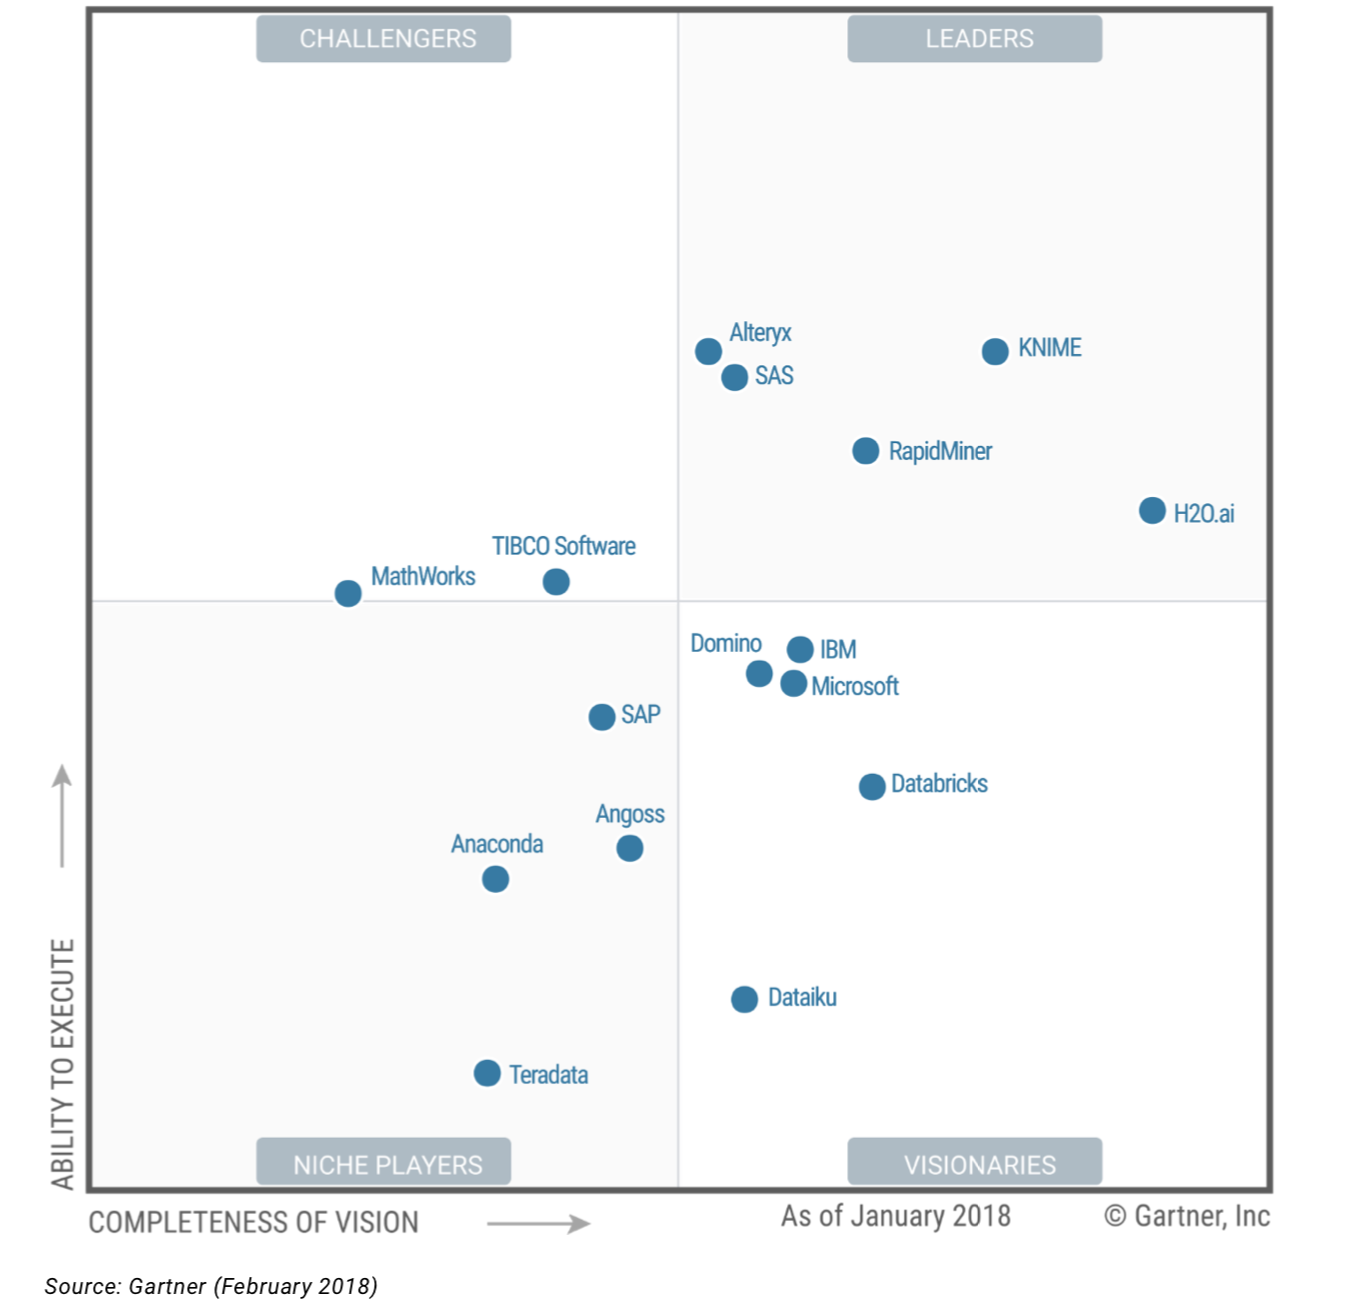 CHALLENGERS
LEADERS
Alteryx
KNIME
SAS
RapidMiner
H2O.ai
TIBCO Software
MathWorks
Domino
IBM
Microsoft
SAP
Databricks
Angoss
Anaconda
Dataiku
Teradata
NICHE PLAYERS
VISIONARIES
ABILITY TO EXECUTE
COMPLETENESS OF VISION
As of January 2018
© Gartner, Inc
Source: Gartner (February 2018)